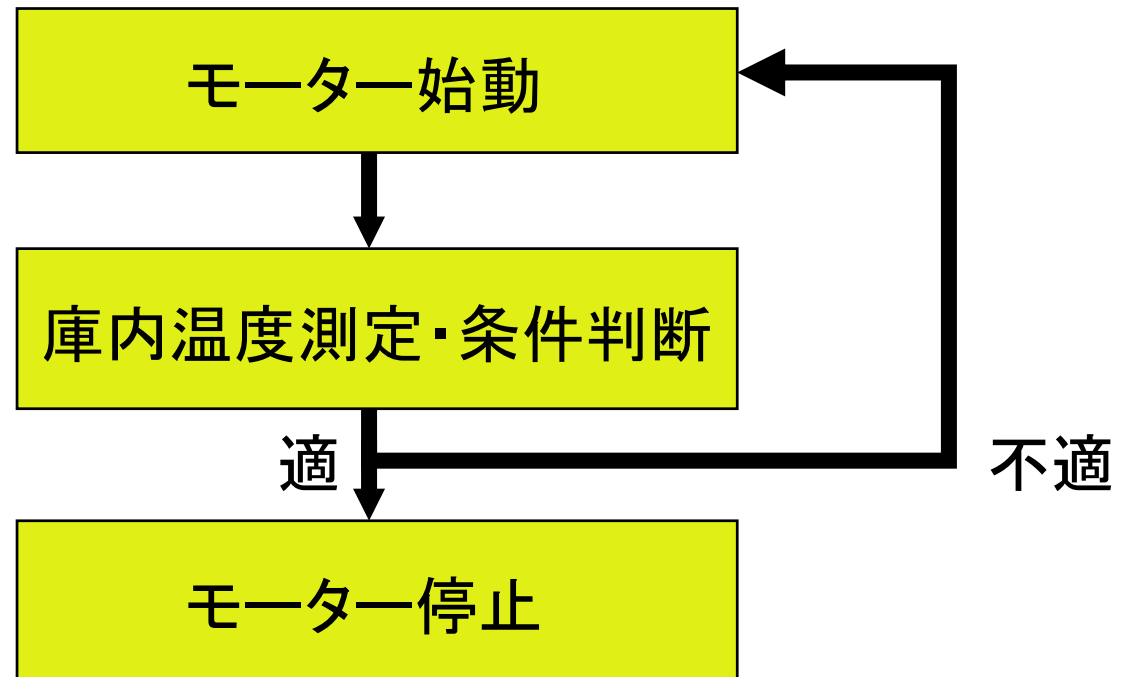 モーター始動
庫内温度測定・条件判断
適
不適
モーター停止